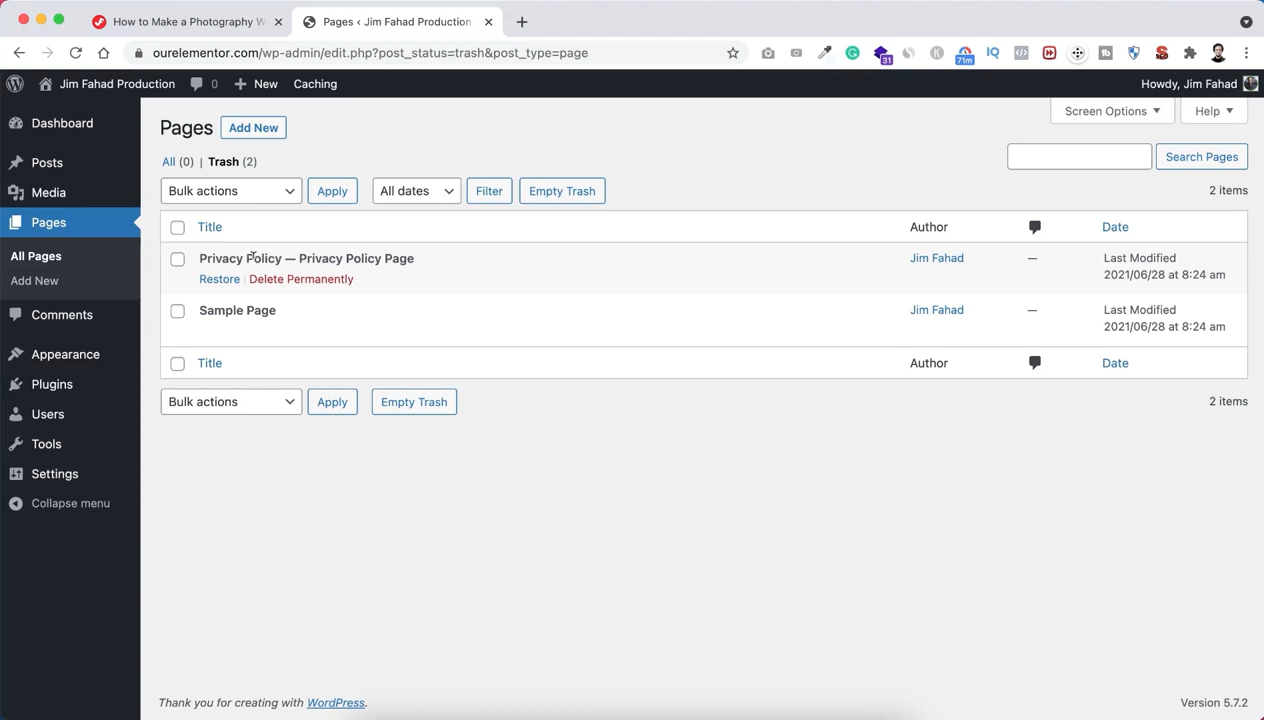 How to Make a Photography W
Pages ‹ Jim Fahad Production
ourelementor.com/wp-admin/edit.php?post_status=trash&post_type=page
31
71m
IQ
Jim Fahad Production 0 New Caching Howdy, Jim Fahad
Screen Options Help
Dashboard
Posts
Media
Pages
All Pages
Add New
Comments
Appearance
Plugins
Users
Tools
Settings
Collapse menu
Pages Add New
All (0) | Trash (2)
Search Pages
Bulk actions Apply All dates Filter Empty Trash 2 items
Title Author Date
Privacy Policy — Privacy Policy Page Jim Fahad — Last Modified
Restore | Delete Permanently 2021/06/28 at 8:24 am
Sample Page Jim Fahad — Last Modified
2021/06/28 at 8:24 am
Title Author Date
Bulk actions Apply Empty Trash 2 items
Thank you for creating with WordPress. Version 5.7.2